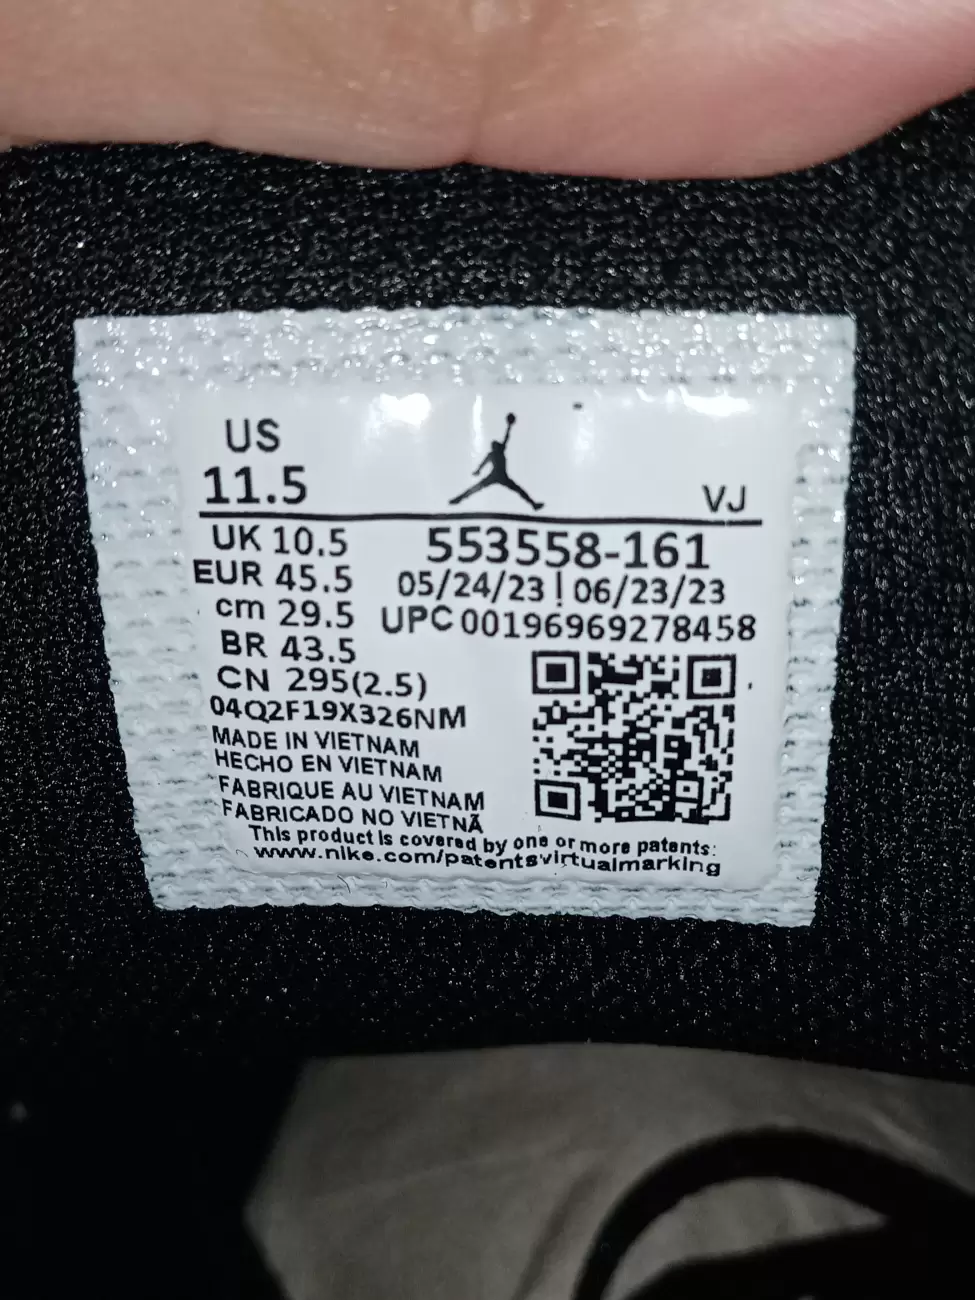 US
11.5
VJ
UK 10.5
553558-161
EUR 45.5
05/24/23 | 06/23/23
cm 29.5
UPC 00196969278458
BR 43.5
CN 295(2.5)
04Q2F19X326NM
MADE IN VIETNAM
HECHO EN VIETNAM
FABRIQUE AU VIETNAM
FABRICADO NO VIETNÃ
This product is covered by one or more patents:
www.nike.com/patentsvirtualmarking